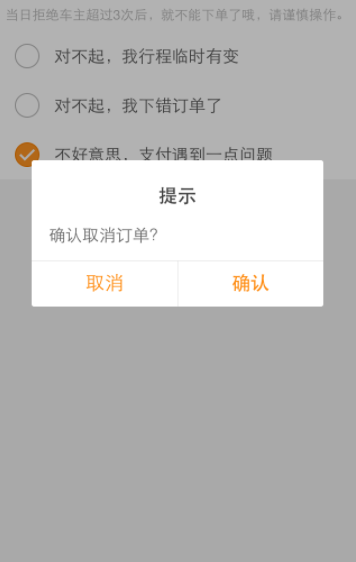 当日拒绝车主超过3次后，就不能下单了哦，请谨慎操作。
对不起，我行程临时有变
对不起，我下错订单了
不好意思，支付遇到一点问题
提示
确认取消订单？
取消
确认